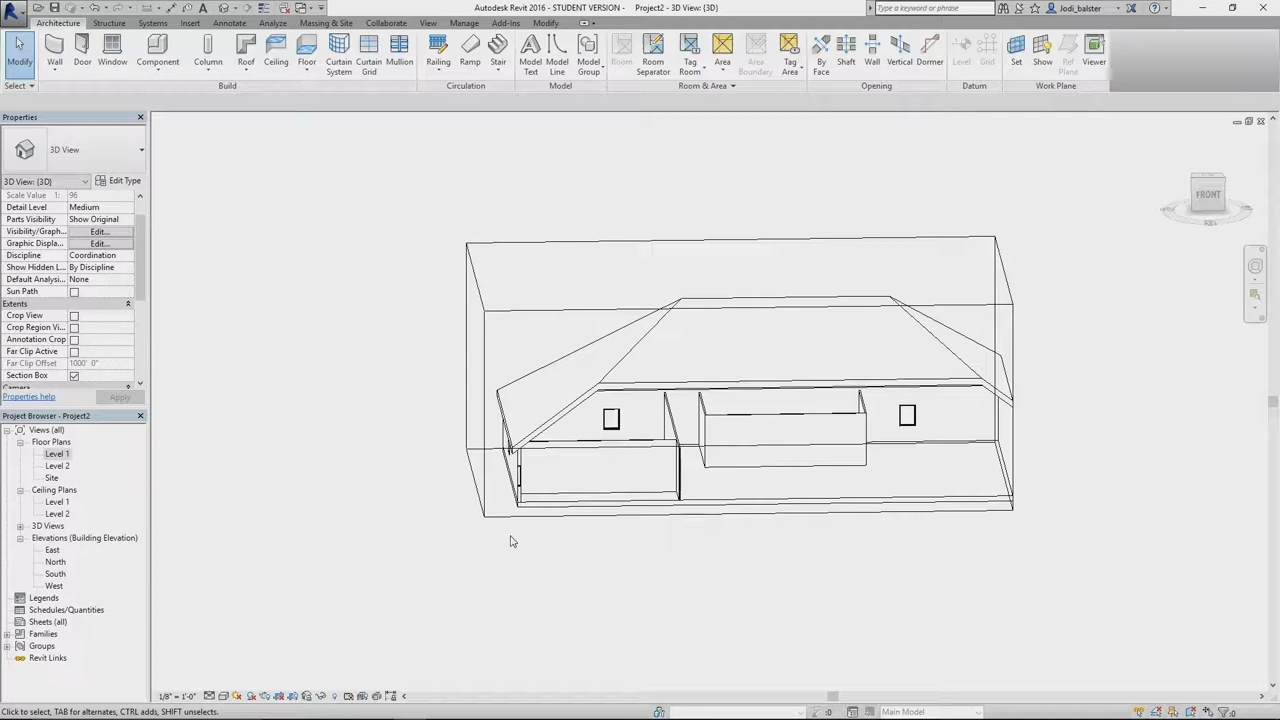 Autodesk Revit 2016 - STUDENT VERSION - Project2 - 3D View: {3D}
Type a keyword or phrase
Jodi_balster
Architecture Structure Systems Insert Annotate Analyze Massing & Site Collaborate View Manage Add-Ins Modify
Modify
Wall
Door
Window
Component
Column
Roof
Ceiling
Floor
Curtain System
Curtain Grid
Mullion
Railing
Ramp
Stair
Model Text
Model Line
Model Group
Room
Room Separator
Tag Room
Area
Area Boundary
Tag Area
By Face
Shaft
Wall
Vertical
Dormer
Level
Grid
Set
Show
Ref Plane
Viewer
Select Build Circulation Model Room & Area Opening Datum Work Plane
Properties
3D View
3D View: {3D} Edit Type
Scale Value 1: 96
Detail Level Medium
Parts Visibility Show Original
Visibility/Graph... Edit...
Graphic Displa... Edit...
Discipline Coordination
Show Hidden L... By Discipline
Default Analysi... None
Sun Path
Extents
Crop View
Crop Region Vi...
Annotation Crop
Far Clip Active
Far Clip Offset 1000' 0"
Section Box
Camera
Properties help Apply
Project Browser - Project2
Views (all)
Floor Plans
Level 1
Level 2
Site
Ceiling Plans
Level 1
Level 2
3D Views
Elevations (Building Elevation)
East
North
South
West
Legends
Schedules/Quantities
Sheets (all)
Families
Groups
Revit Links
FRONT
1/8" = 1'-0"
Click to select, TAB for alternates, CTRL adds, SHIFT unselects.
:0
Main Model
:0